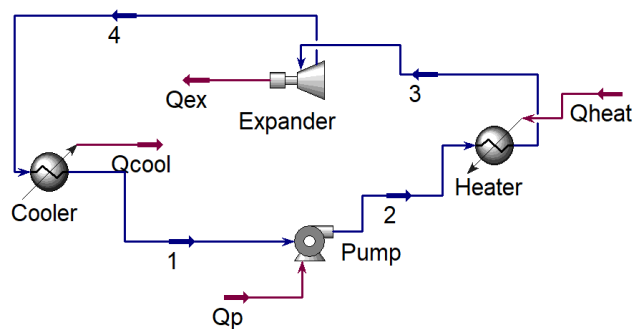 4
3
Qex
Expander
Qheat
Qcool
Heater
Cooler
2
1
Pump
Qp